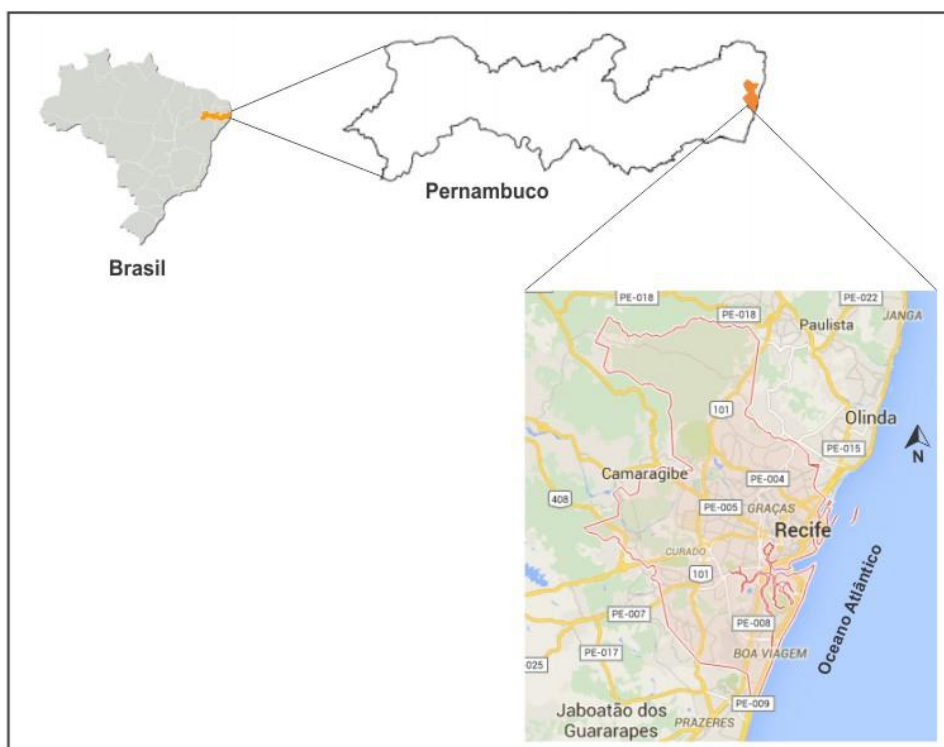 Pernambuco
Brasil
PE-018
PE-022
PE-018
JANGA
Paulista
101
Olinda
PE-015
N
Camaragibe
PE-004
408
PE-005
GRAÇAS
Recife
CURADO
101
Oceano Atlântico
PE-007
PE-008
PE-017
BOA VIAGEM
-025
PE-009
Jaboatão dos
Guararapes
PRAZERES